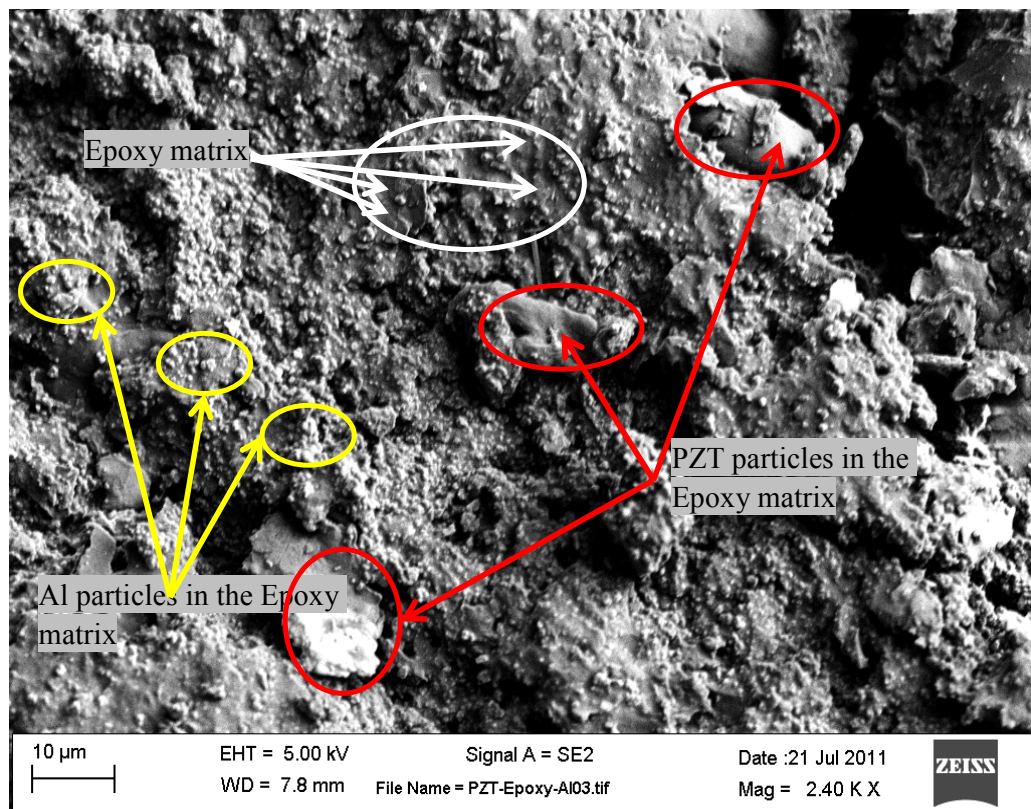 Epoxy matrix
PZT particles in the
Epoxy matrix
Al particles in the Epoxy
matrix
10 µm
EHT = 5.00 kV
Signal A = SE2
Date :21 Jul 2011
ZEISS
WD = 7.8 mm
File Name = PZT-Epoxy-Al03.tif
Mag = 2.40 K X